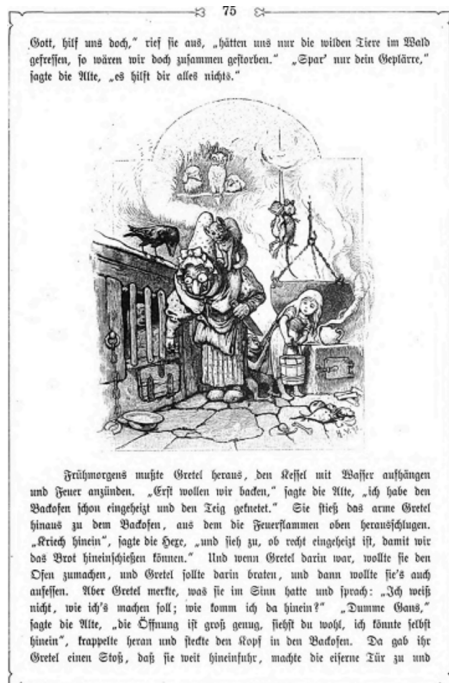 75
Gott, hilf uns doch,“ rief sie aus, „hätten uns nur die wilden Tiere im Wald
gefressen, so wären wir doch zusammen gestorben.“ „Spar’ nur dein Geplärre,“
sagte die Alte, „es hilft dir alles nichts.“
Frühmorgens mußte Gretel heraus, den Kessel mit Wasser aufhängen
und Feuer anzünden. „Erst wollen wir backen,“ sagte die Alte, „ich habe den
Backofen schon eingeheizt und den Teig geknetet.“ Sie stieß das arme Gretel
hinaus zu dem Backofen, aus dem die Feuerflammen oben herausschlugen.
„Kriech hinein“, sagte die Hexe, „und sieh zu, ob recht eingeheizt ist, damit wir
das Brot hineinschießen können.“ Und wenn Gretel darin war, wollte sie den
Ofen zumachen, und Gretel sollte darin braten, und dann wollte sie’s auch
aufessen. Aber Gretel merkte, was sie im Sinn hatte und sprach: „Ich weiß
nicht, wie ich’s machen soll; wie komm ich da hinein?“ „Dumme Gans,“
sagte die Alte, „die Öffnung ist groß genug, siehst du wohl, ich könnte selbst
hinein“, krappelte heran und steckte den Kopf in den Backofen. Da gab ihr
Gretel einen Stoß, daß sie weit hineinfuhr, machte die eiserne Tür zu und